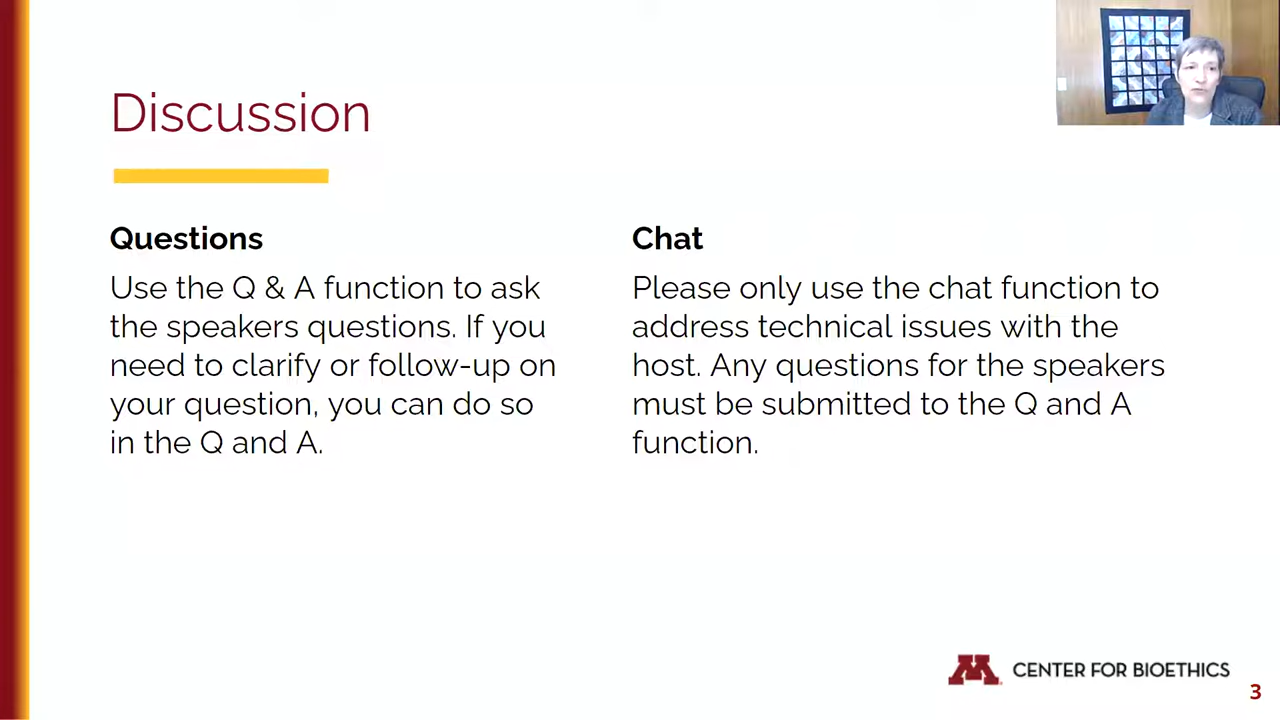 Discussion
Questions
Use the Q & A function to ask
the speakers questions. If you
need to clarify or follow-up on
your question, you can do so
in the Q and A.
Chat
Please only use the chat function to
address technical issues with the
host. Any questions for the speakers
must be submitted to the Q and A
function.
M CENTER FOR BIOETHICS
3